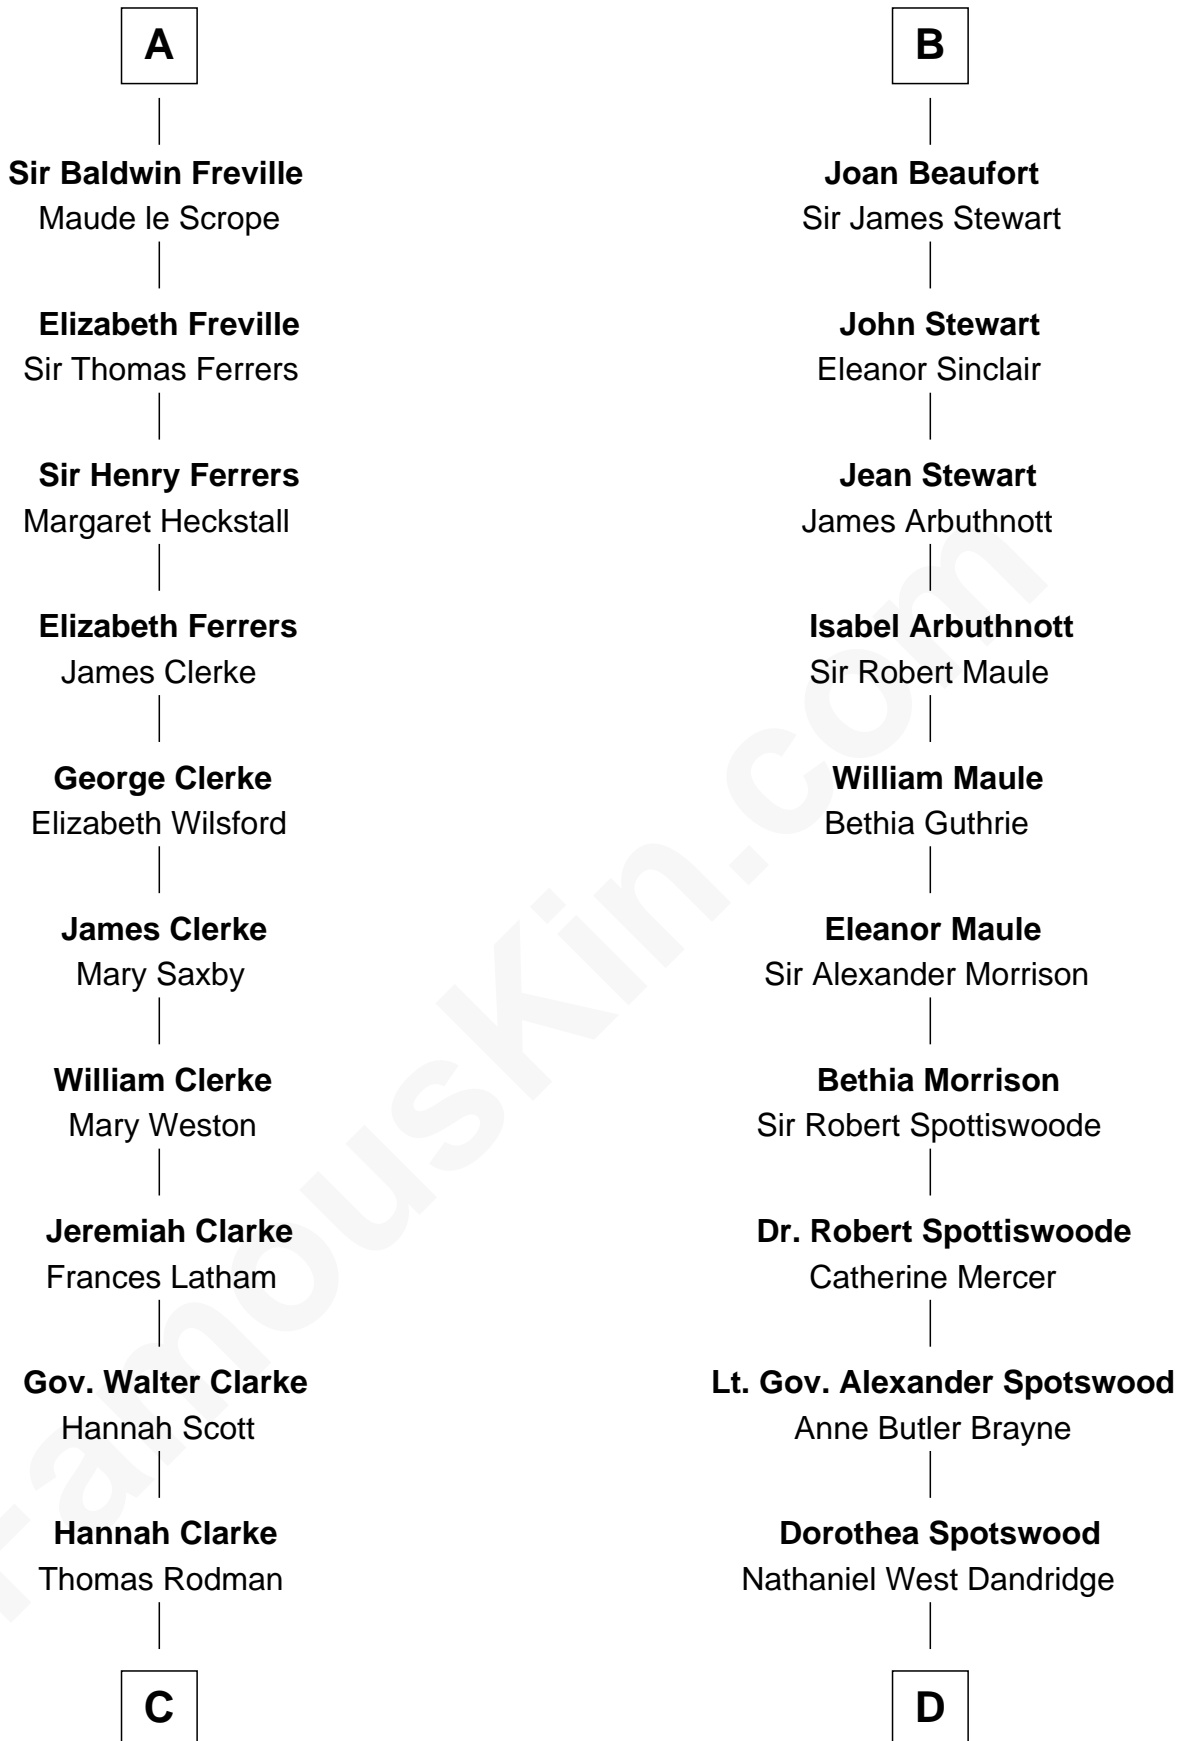 A
Sir Baldwin Freville
Maude le Scrope
Elizabeth Freville
Sir Thomas Ferrers
Sir Henry Ferrers
Margaret Heckstall
Elizabeth Ferrers
James Clerke
George Clerke
Elizabeth Wilsford
James Clerke
Mary Saxby
William Clerke
Mary Weston
Jeremiah Clarke
Frances Latham
Gov. Walter Clarke
Hannah Scott
Hannah Clarke
Thomas Rodman
C
B
Joan Beaufort
Sir James Stewart
John Stewart
Eleanor Sinclair
Jean Stewart
James Arbuthnott
Isabel Arbuthnott
Sir Robert Maule
William Maule
Bethia Guthrie
Eleanor Maule
Sir Alexander Morrison
Bethia Morrison
Sir Robert Spottiswoode
Dr. Robert Spottiswoode
Catherine Mercer
Lt. Gov. Alexander Spotswood
Anne Butler Brayne
Dorothea Spotswood
Nathaniel West Dandridge
D
FamousKin.com